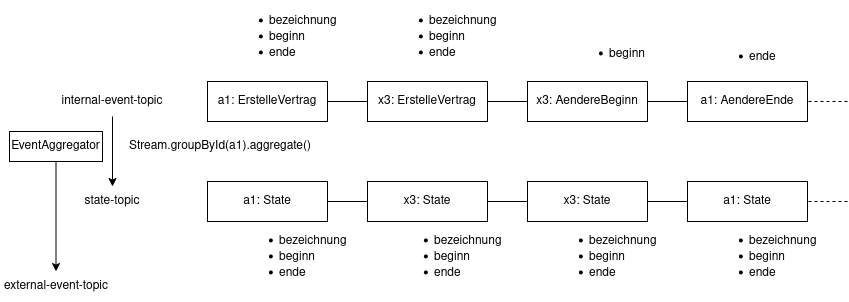 • bezeichnung
• beginn
• ende
• bezeichnung
• beginn
• ende
• beginn
• ende
internal-event-topic
a1: ErstelleVertrag
x3: ErstelleVertrag
x3: AendereBeginn
a1: AendereEnde
EventAggregator
Stream.groupById(a1).aggregate()
state-topic
a1: State
x3: State
x3: State
a1: State
• bezeichnung
• beginn
• ende
• bezeichnung
• beginn
• ende
• bezeichnung
• beginn
• ende
• bezeichnung
• beginn
• ende
external-event-topic